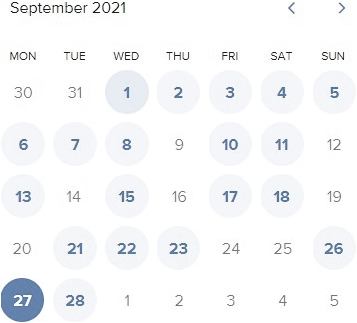 September 2021
MON TUE WED THU FRI SAT SUN
30 31 1 2 3 4 5
6 7 8 9 10 11 12
13 14 15 16 17 18 19
20 21 22 23 24 25 26
27 28 1 2 3 4 5